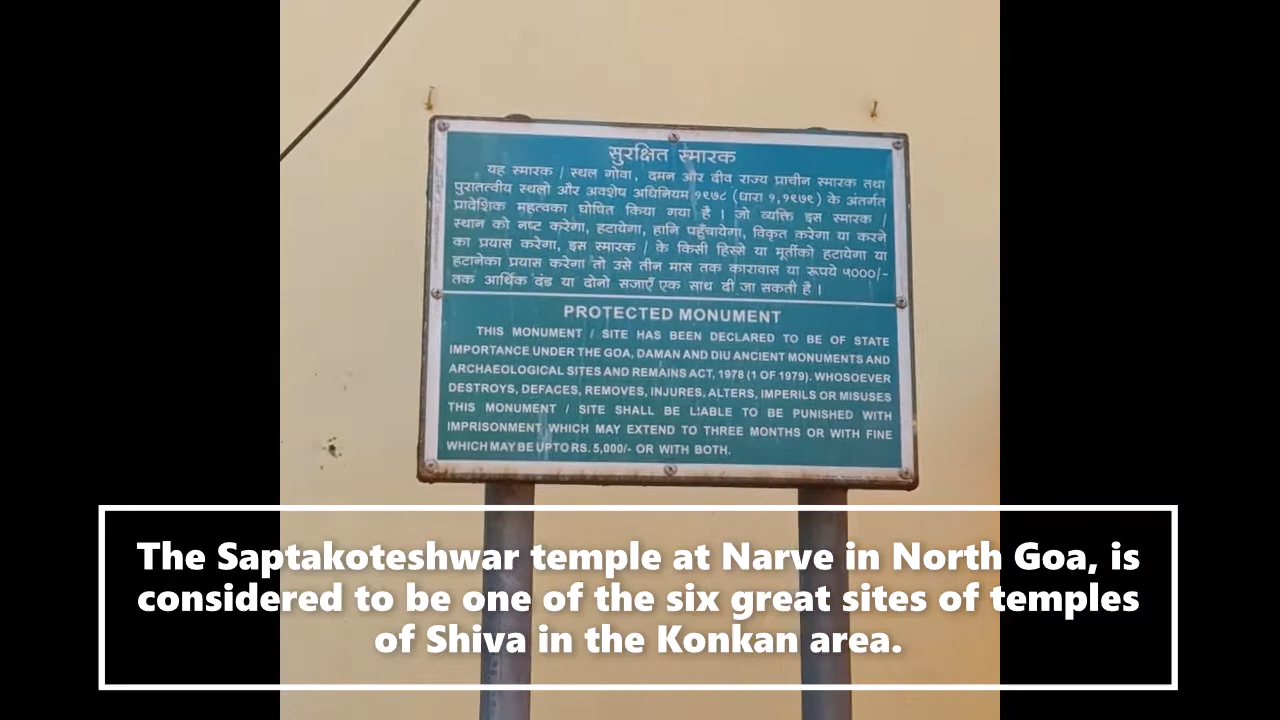 सुरक्षित स्मारक
यह स्मारक / स्थल गोवा, दमन और दीव राज्य प्राचीन स्मारक तथा
पुरातत्वीय स्थलो और अवशेष अधिनियम १९७८ (धारा १,१९७९) के अंतर्गत
प्रादेशिक महत्वका घोषित किया गया है । जो व्यक्ति इस स्मारक /
स्थान को नष्ट करेगा, हटायेगा, हानि पहुँचायेगा, विकृत करेगा या करने
का प्रयास करेगा, इस स्मारक / के किसी हिस्से या मूर्तीको हटायेगा या
हटानेका प्रयास करेगा तो उसे तीन मास तक कारावास या रूपये ५०००/-
तक आर्थिक दंड या दोनो सजाएँ एक साथ दी जा सकती है ।
PROTECTED MONUMENT
THIS MONUMENT / SITE HAS BEEN DECLARED TO BE OF STATE
IMPORTANCE UNDER THE GOA, DAMAN AND DIU ANCIENT MONUMENTS AND
ARCHAEOLOGICAL SITES AND REMAINS ACT, 1978 (1 OF 1979). WHOSOEVER
DESTROYS, DEFACES, REMOVES, INJURES, ALTERS, IMPERILS OR MISUSES
THIS MONUMENT / SITE SHALL BE LIABLE TO BE PUNISHED WITH
IMPRISONMENT WHICH MAY EXTEND TO THREE MONTHS OR WITH FINE
WHICH MAY BE UPTO RS. 5,000/- OR WITH BOTH.
The Saptakoteshwar temple at Narve in North Goa, is
considered to be one of the six great sites of temples
of Shiva in the Konkan area.